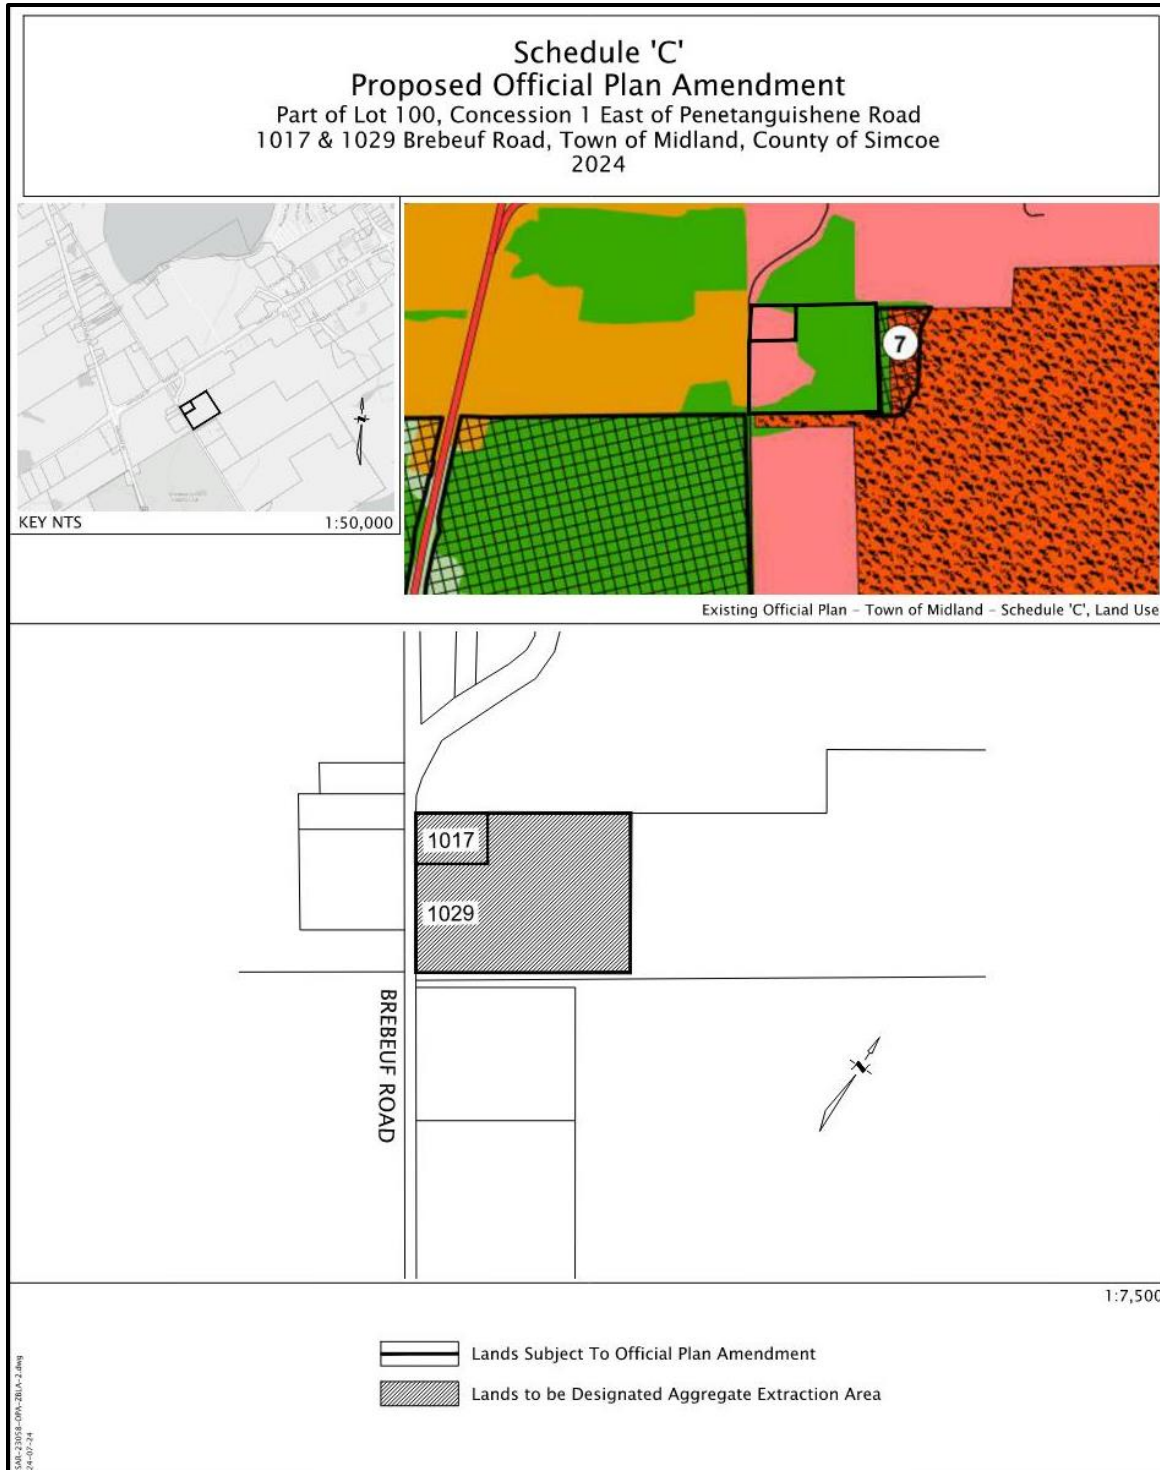 Schedule 'C'
Proposed Official Plan Amendment
Part of Lot 100, Concession 1 East of Penetanguishene Road
1017 & 1029 Brebeuf Road, Town of Midland, County of Simcoe
2024
N
KEY NTS
1:50,000
7
Existing Official Plan – Town of Midland – Schedule 'C', Land Use
1017
1029
BREBEUF ROAD
N
1:7,500
Lands Subject To Official Plan Amendment
Lands to be Designated Aggregate Extraction Area
24-07-24